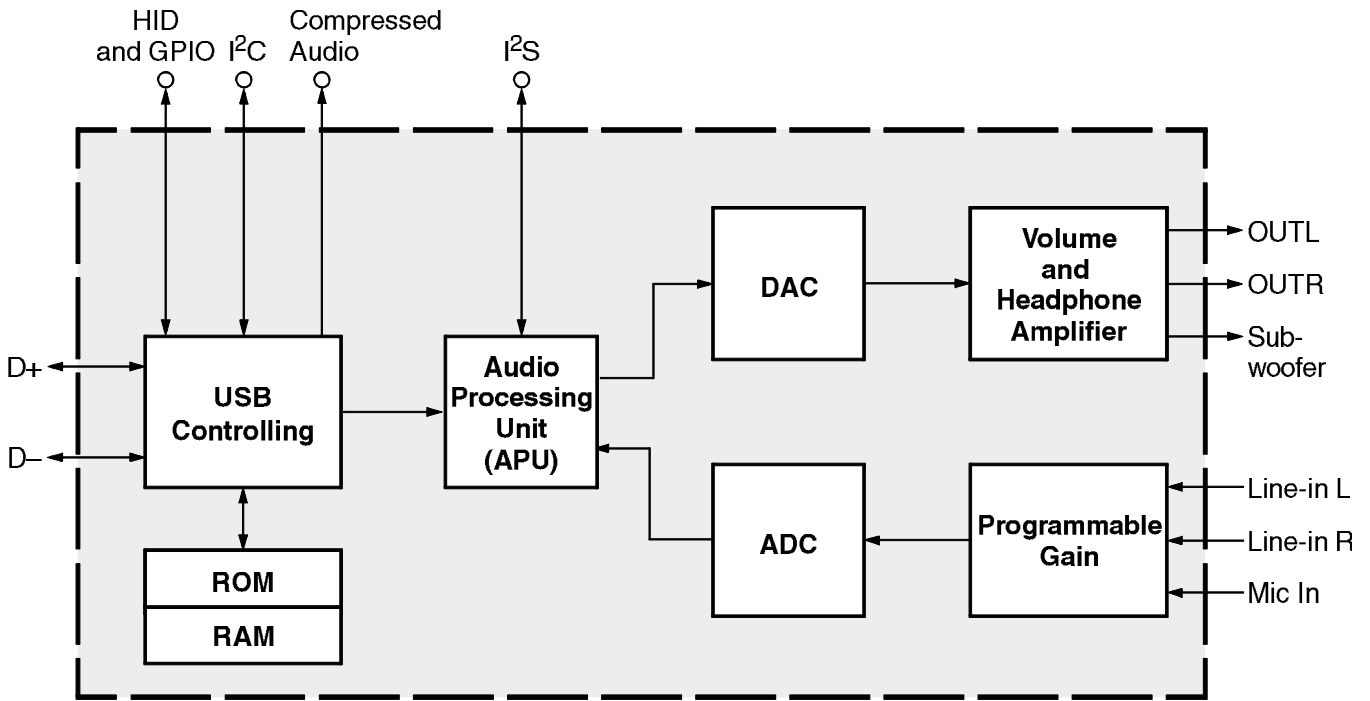 HID
and GPIO
I²C
Compressed
Audio
I²S
D+
D–
USB
Controlling
ROM
RAM
Audio
Processing
Unit
(APU)
DAC
ADC
Volume
and
Headphone
Amplifier
Programmable
Gain
OUTL
OUTR
Sub-
woofer
Line-in L
Line-in R
Mic In